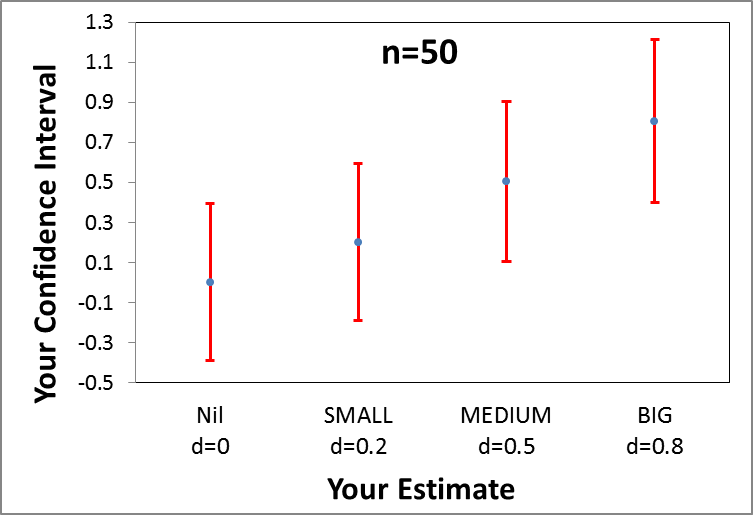 n=50
Your Confidence Interval
1.3
1.1
0.9
0.7
0.5
0.3
0.1
-0.1
-0.3
-0.5
Nil SMALL MEDIUM BIG
d=0 d=0.2 d=0.5 d=0.8
Your Estimate